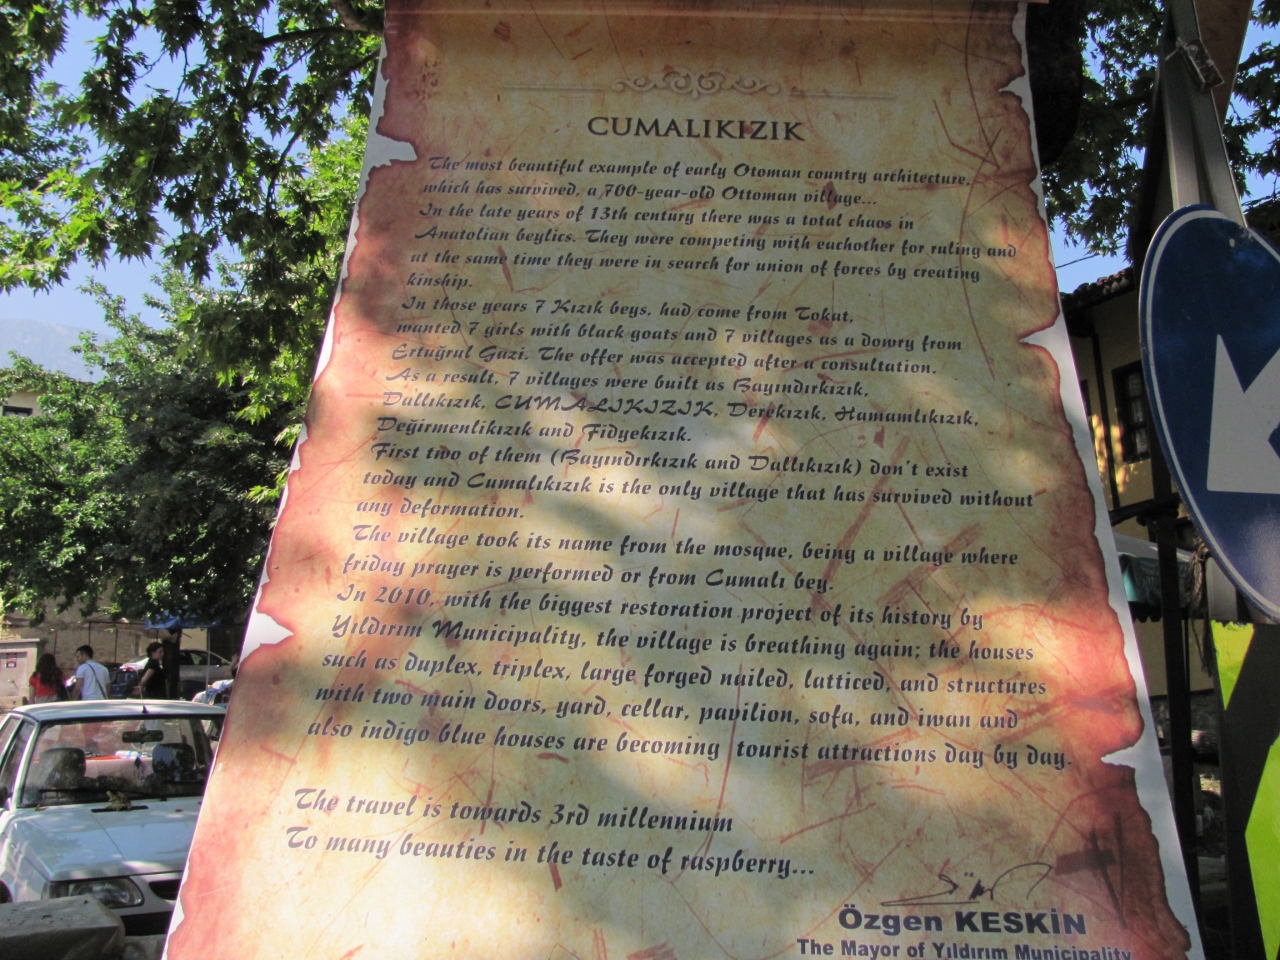 CUMALIKIZIK
The most beautiful example of early Otoman country architecture,
which has survived, a 700-year-old Ottoman village...
In the late years of 13th century there was a total chaos in
Anatolian beylics. They were competing with eachother for ruling and
at the same time they were in search for union of forces by creating
kinship.
In those years 7 Kızık beys, had come from Tokat,
wanted 7 girls with black goats and 7 villages as a dowry from
Ertuğrul Gazi. The offer was accepted after a consultation.
As a result, 7 villages were built as Bayındırkızık,
Dallıkızık, CUMALIKIZIK, Derekızık, Hamamlıkızık,
Değirmenlikızık and Fidyekızık.
First two of them (Bayındırkızık and Dallıkızık) don't exist
today and Cumalıkızık is the only village that has survived without
any deformation.
The village took its name from the mosque, being a village where
friday prayer is performed or from Cumalı bey.
In 2010, with the biggest restoration project of its history by
Yıldırım Municipality, the village is breathing again; the houses
such as duplex, triplex, large forged nailed, latticed, and structures
with two main doors, yard, cellar, pavilion, sofa, and iwan and
also indigo blue houses are becoming tourist attractions day by day.
The travel is towards 3rd millennium
To many beauties in the taste of raspberry...
Özgen KESKİN
The Mayor of Yıldırım Municipality